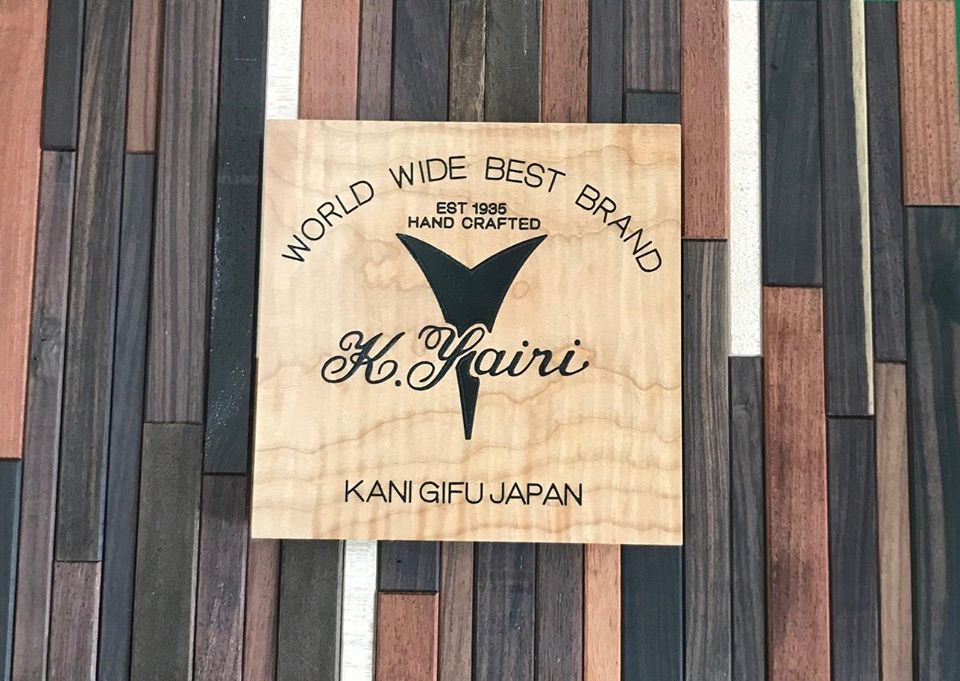 WORLD WIDE BEST BRAND
EST 1935
HAND CRAFTED
K. Yairi
KANI GIFU JAPAN